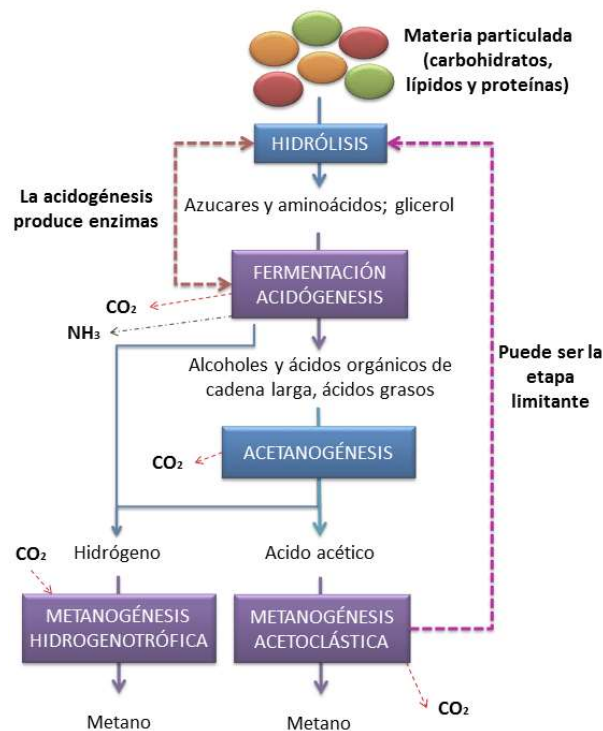 Materia particulada
(carbohidratos,
lípidos y proteínas)
HIDRÓLISIS
La acidogénesis
produce enzimas
Azucares y aminoácidos; glicerol
FERMENTACIÓN
ACIDÓGENESIS
CO₂
NH₃
Puede ser la
etapa
limitante
Alcoholes y ácidos orgánicos de
cadena larga, ácidos grasos
ACETANOGÉNESIS
CO₂
CO₂
Hidrógeno
Acido acético
METANOGÉNESIS
HIDROGENOTRÓFICA
METANOGÉNESIS
ACETOCLÁSTICA
CO₂
Metano
Metano